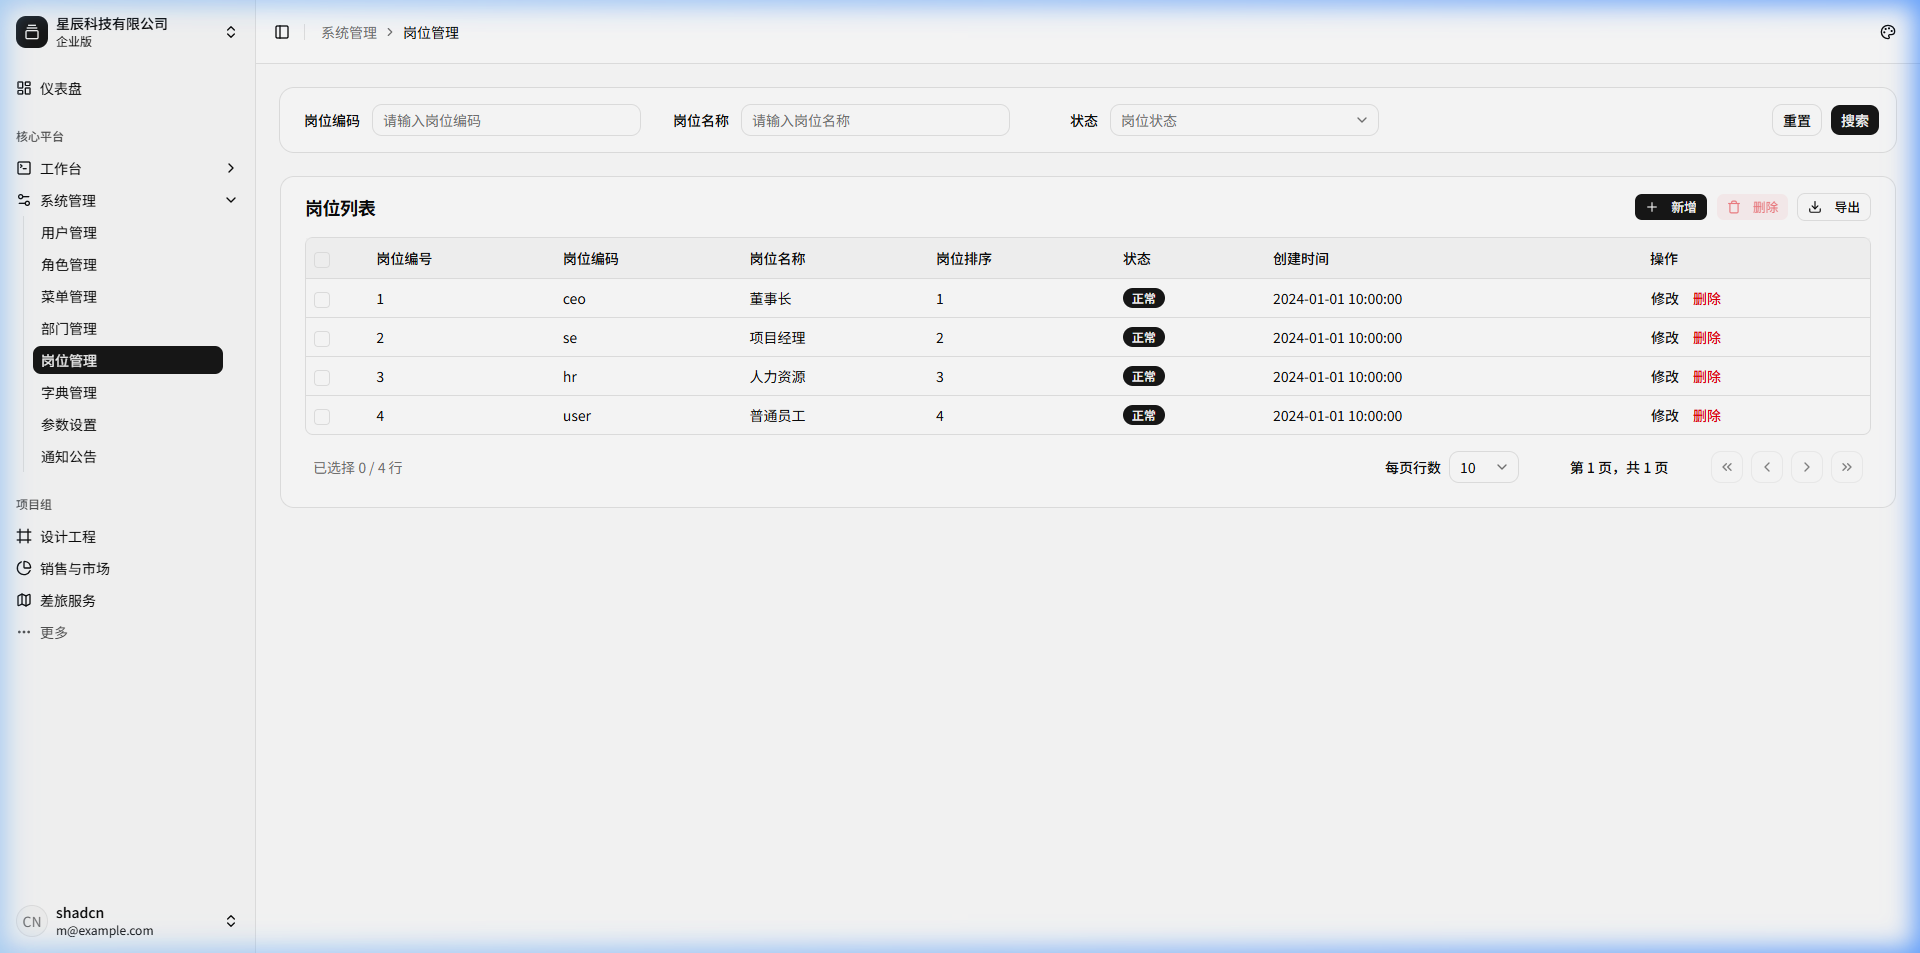 星辰科技有限公司
企业版
仪表盘
核心平台
工作台
系统管理
用户管理
角色管理
菜单管理
部门管理
岗位管理
字典管理
参数设置
通知公告
项目组
设计工程
销售与市场
差旅服务
更多
CN
shadcn
m@example.com
系统管理 岗位管理
岗位编码 请输入岗位编码 岗位名称 请输入岗位名称 状态 岗位状态 重置 搜索
岗位列表 新增 删除 导出
岗位编号 岗位编码 岗位名称 岗位排序 状态 创建时间 操作
1 ceo 董事长 1 正常 2024-01-01 10:00:00 修改 删除
2 se 项目经理 2 正常 2024-01-01 10:00:00 修改 删除
3 hr 人力资源 3 正常 2024-01-01 10:00:00 修改 删除
4 user 普通员工 4 正常 2024-01-01 10:00:00 修改 删除
已选择 0 / 4 行 每页行数 10 第 1 页，共 1 页